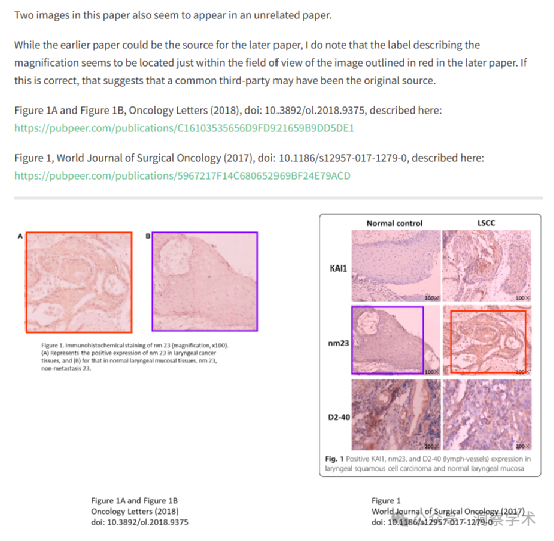 Two images in this paper also seem to appear in an unrelated paper.
While the earlier paper could be the source for the later paper, I do note that the label describing the
magnification seems to be located just within the field of view of the image outlined in red in the later paper. If
this is correct, that suggests that a common third-party may have been the original source.
Figure 1A and Figure 1B, Oncology Letters (2018), doi: 10..3892/ol.2018.9375, described here:
https://pubpeer.com/publications/C16103535656D9FD921659B9DD5DE1
Figure 1, World Journal of Surgical Oncology (2017), doi: 10.1186/s12957-017-1279-0, described here:
https://pubpeer.com/publications/5967217F14C680652969BF24E79ACD
A
B
Figure 1. Immunohistochemical staining of nm 23 (magnification, x100).
(A) Represents the positive expression of nm 23 in laryngeal cancer
tissues, and (B) for that in normal laryngeal mucosal tissues. nm 23,
non-metastasis 23.
Normal control
LSCC
KAI1
100X
100X
nm23
100X
100X
D2-40
200X
200X
Fig. 1 Positive KAI1, nm23, and D2-40 (lymph-vessels) expression in
laryngeal squamous cell carcinoma and normal laryngeal mucosa
Figure 1A and Figure 1B
Oncology Letters (2018)
doi: 10.3892/ol.2018.9375
Figure 1
World Journal of Surgical Oncology (2017)
doi: 10.1186/s12957-017-1279-0
公众号 · 洞察学术